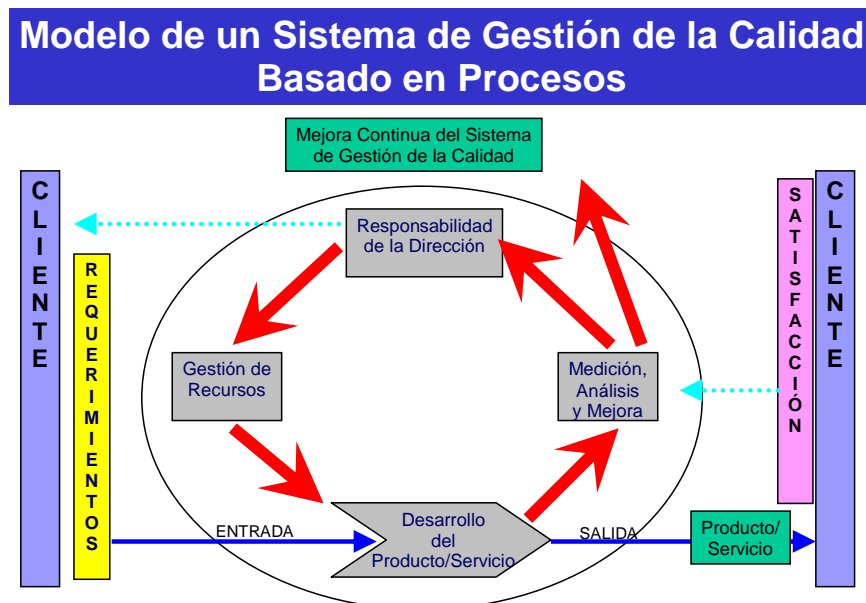 Modelo de un Sistema de Gestión de la Calidad
Basado en Procesos
Mejora Continua del Sistema
de Gestión de la Calidad
CLIENTE
REQUERIMIENTOS
Responsabilidad
de la Dirección
Gestión de
Recursos
Medición,
Análisis
y Mejora
SATISFACCIÓN
CLIENTE
ENTRADA
Desarrollo
del
Producto/Servicio
SALIDA
Producto/
Servicio